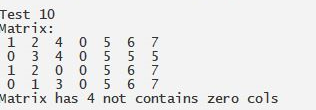 Test 10
Matrix:
1 2 4 0 5 6 7
0 3 4 0 5 5 5
1 2 0 0 5 6 7
0 1 3 0 5 6 7
Matrix has 4 not contains zero cols